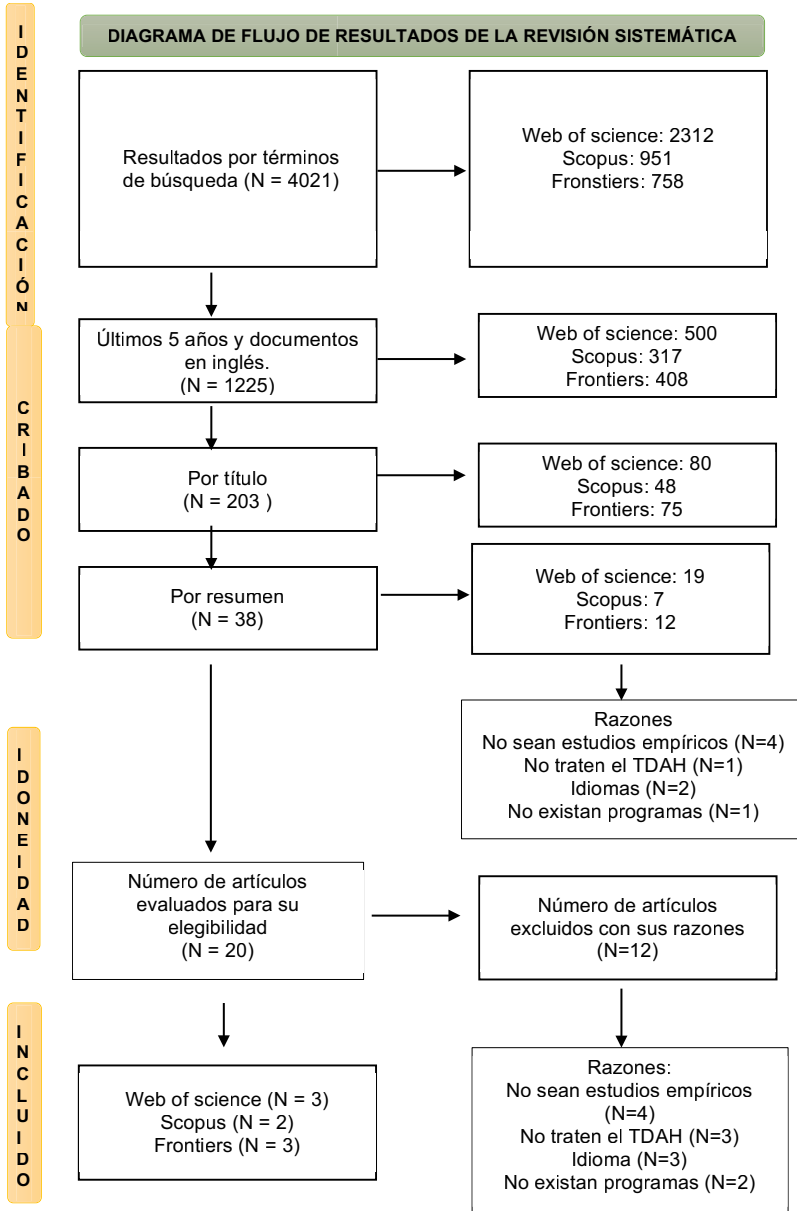 DIAGRAMA DE FLUJO DE RESULTADOS DE LA REVISIÓN SISTEMÁTICA
IDENTIFICACIÓN
Resultados por términos
de búsqueda (N = 4021)
Web of science: 2312
Scopus: 951
Fronstiers: 758
CRIBADO
Últimos 5 años y documentos
en inglés.
(N = 1225)
Web of science: 500
Scopus: 317
Frontiers: 408
Por título
(N = 203 )
Web of science: 80
Scopus: 48
Frontiers: 75
Por resumen
(N = 38)
Web of science: 19
Scopus: 7
Frontiers: 12
Razones
No sean estudios empíricos (N=4)
No traten el TDAH (N=1)
Idiomas (N=2)
No existan programas (N=1)
IDONEIDAD
Número de artículos
evaluados para su
elegibilidad
(N = 20)
Número de artículos
excluidos con sus razones
(N=12)
INCLUIDO
Web of science (N = 3)
Scopus (N = 2)
Frontiers (N = 3)
Razones:
No sean estudios empíricos
(N=4)
No traten el TDAH (N=3)
Idioma (N=3)
No existan programas (N=2)